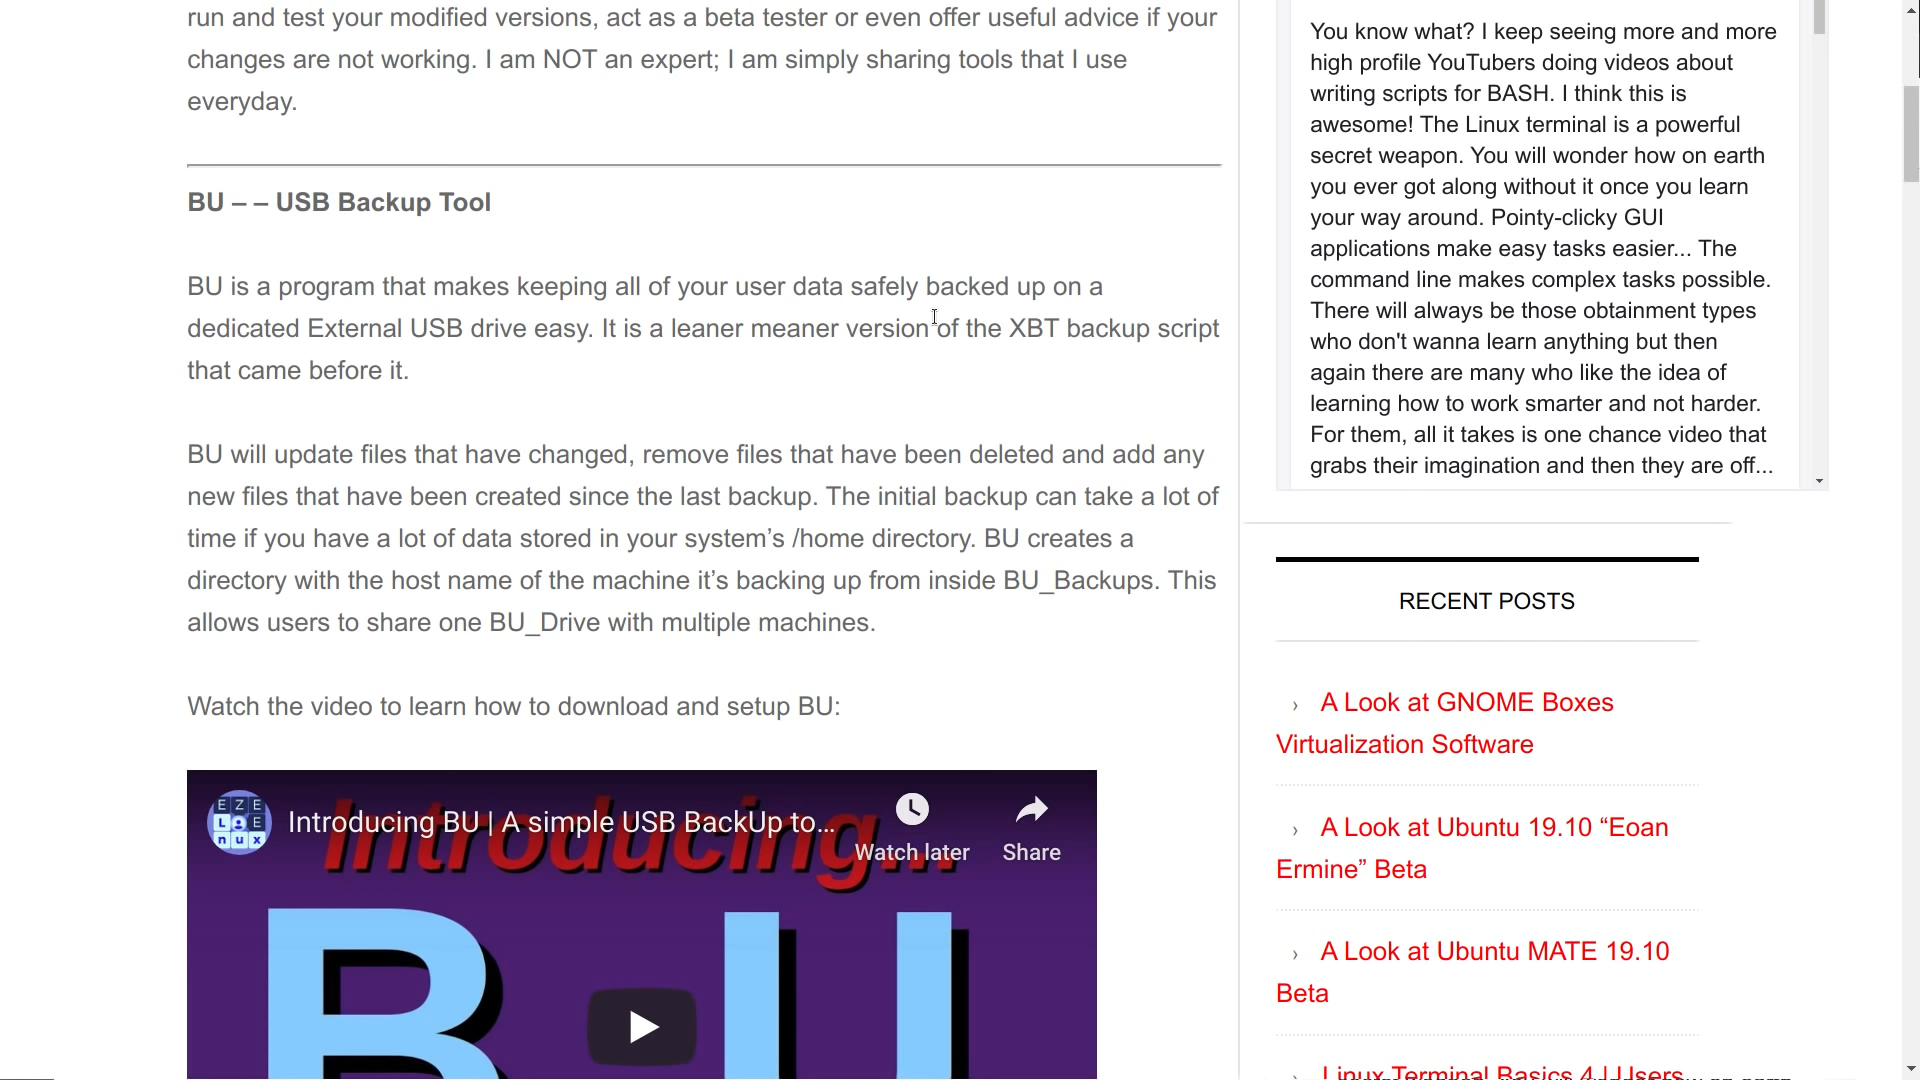 run and test your modified versions, act as a beta tester or even offer useful advice if your
changes are not working. I am NOT an expert; I am simply sharing tools that I use
everyday.
BU – – USB Backup Tool
BU is a program that makes keeping all of your user data safely backed up on a
dedicated External USB drive easy. It is a leaner meaner version of the XBT backup script
that came before it.
BU will update files that have changed, remove files that have been deleted and add any
new files that have been created since the last backup. The initial backup can take a lot of
time if you have a lot of data stored in your system’s /home directory. BU creates a
directory with the host name of the machine it’s backing up from inside BU_Backups. This
allows users to share one BU_Drive with multiple machines.
Watch the video to learn how to download and setup BU:
EZE
LEE
nux
Introducing BU | A simple USB BackUp to...
Watch later
Share
Introducing...
BU
You know what? I keep seeing more and more
high profile YouTubers doing videos about
writing scripts for BASH. I think this is
awesome! The Linux terminal is a powerful
secret weapon. You will wonder how on earth
you ever got along without it once you learn
your way around. Pointy-clicky GUI
applications make easy tasks easier... The
command line makes complex tasks possible.
There will always be those obtainment types
who don't wanna learn anything but then
again there are many who like the idea of
learning how to work smarter and not harder.
For them, all it takes is one chance video that
grabs their imagination and then they are off...
RECENT POSTS
› A Look at GNOME Boxes
Virtualization Software
› A Look at Ubuntu 19.10 “Eoan
Ermine” Beta
› A Look at Ubuntu MATE 19.10
Beta
› Linux Terminal Basics 4 | Users